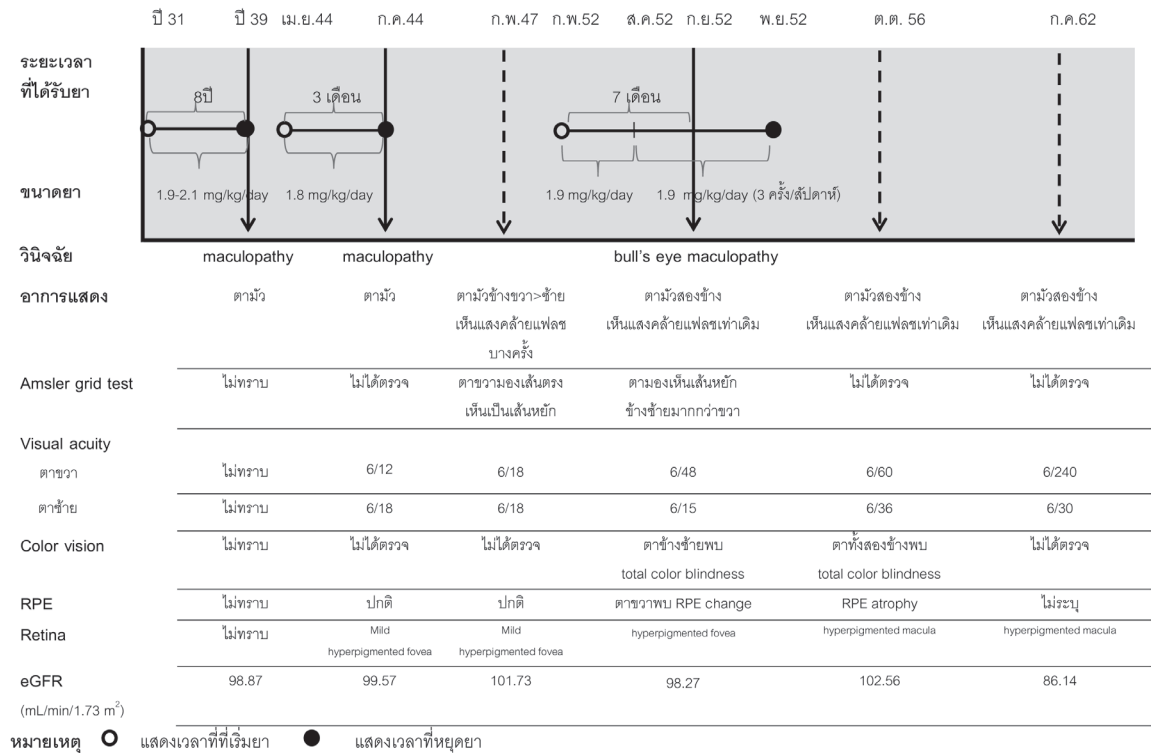 ปี 31 ปี 39 เม.ย.44 ก.ค.44 ก.พ.47 ก.พ.52 ส.ค.52 ก.ย.52 พ.ย.52 ต.ต. 56 ก.ค.62
ระยะเวลา
ที่ได้รับยา
8ปี 3 เดือน 7 เดือน
ขนาดยา 1.9-2.1 mg/kg/day 1.8 mg/kg/day 1.9 mg/kg/day 1.9 mg/kg/day (3 ครั้ง/สัปดาห์)
วินิจฉัย maculopathy maculopathy bull's eye maculopathy
อาการแสดง ตามัว ตามัว ตามัวข้างขวา>ซ้าย ตามัวสองข้าง ตามัวสองข้าง ตามัวสองข้าง
เห็นแสงคล้ายแฟลช เห็นแสงคล้ายแฟลชเท่าเดิม เห็นแสงคล้ายแฟลชเท่าเดิม เห็นแสงคล้ายแฟลชเท่าเดิม
บางครั้ง
Amsler grid test ไม่ทราบ ไม่ได้ตรวจ ตาขวามองเส้นตรง ตามองเห็นเส้นหยัก ไม่ได้ตรวจ ไม่ได้ตรวจ
เห็นเป็นเส้นหยัก ข้างซ้ายมากกว่าขวา
Visual acuity
ตาขวา ไม่ทราบ 6/12 6/18 6/48 6/60 6/240
ตาซ้าย ไม่ทราบ 6/18 6/18 6/15 6/36 6/30
Color vision ไม่ทราบ ไม่ได้ตรวจ ไม่ได้ตรวจ ตาข้างซ้ายพบ ตาทั้งสองข้างพบ ไม่ได้ตรวจ
total color blindness total color blindness
RPE ไม่ทราบ ปกติ ปกติ ตาขวาพบ RPE change RPE atrophy ไม่ระบุ
Retina ไม่ทราบ Mild Mild hyperpigmented fovea hyperpigmented macula hyperpigmented macula
hyperpigmented fovea hyperpigmented fovea
eGFR 98.87 99.57 101.73 98.27 102.56 86.14
(mL/min/1.73 m²)
หมายเหตุ แสดงเวลาที่ที่เริ่มยา แสดงเวลาที่หยุดยา